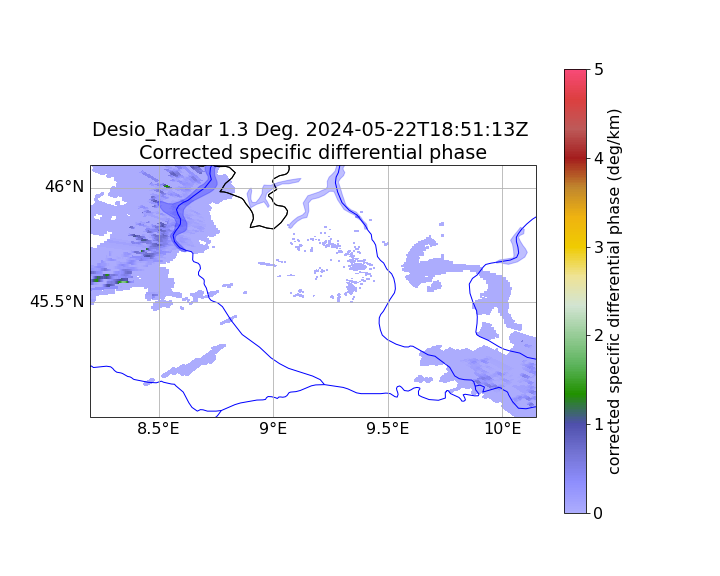 Desio_Radar 1.3 Deg. 2024-05-22T18:51:13Z
Corrected specific differential phase
46°N
45.5°N
8.5°E
9°E
9.5°E
10°E
5
4
3
2
1
0
corrected specific differential phase (deg/km)